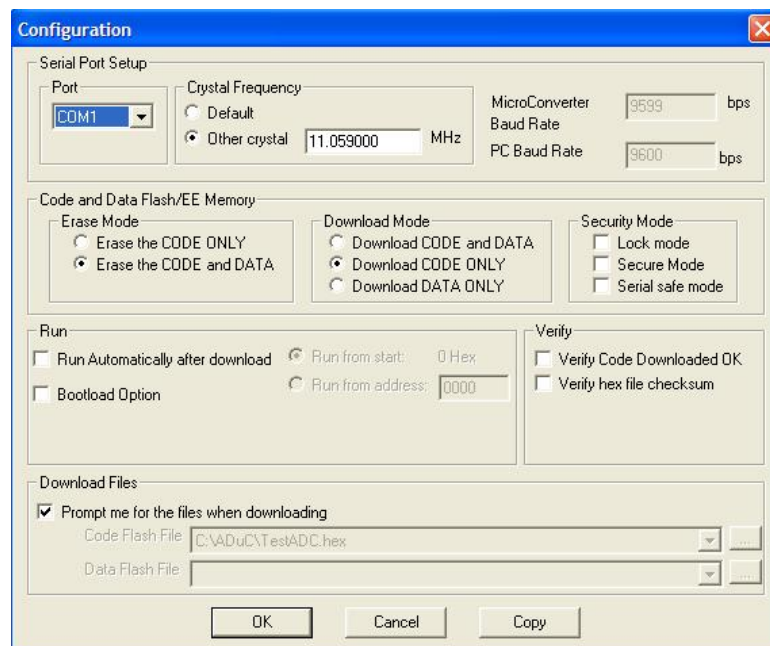 Configuration
Serial Port Setup
Port
COM1
Crystal Frequency
Default
Other crystal 11.059000 MHz
MicroConverter
Baud Rate
9599 bps
PC Baud Rate
9600 bps
Code and Data Flash/EE Memory
Erase Mode
Erase the CODE ONLY
Erase the CODE and DATA
Download Mode
Download CODE and DATA
Download CODE ONLY
Download DATA ONLY
Security Mode
Lock mode
Secure Mode
Serial safe mode
Run
Run Automatically after download
Run from start: 0 Hex
Bootload Option
Run from address: 0000
Verify
Verify Code Downloaded OK
Verify hex file checksum
Download Files
Prompt me for the files when downloading
Code Flash File C:\ADuC\TestADC.hex ...
Data Flash File ...
OK Cancel Copy